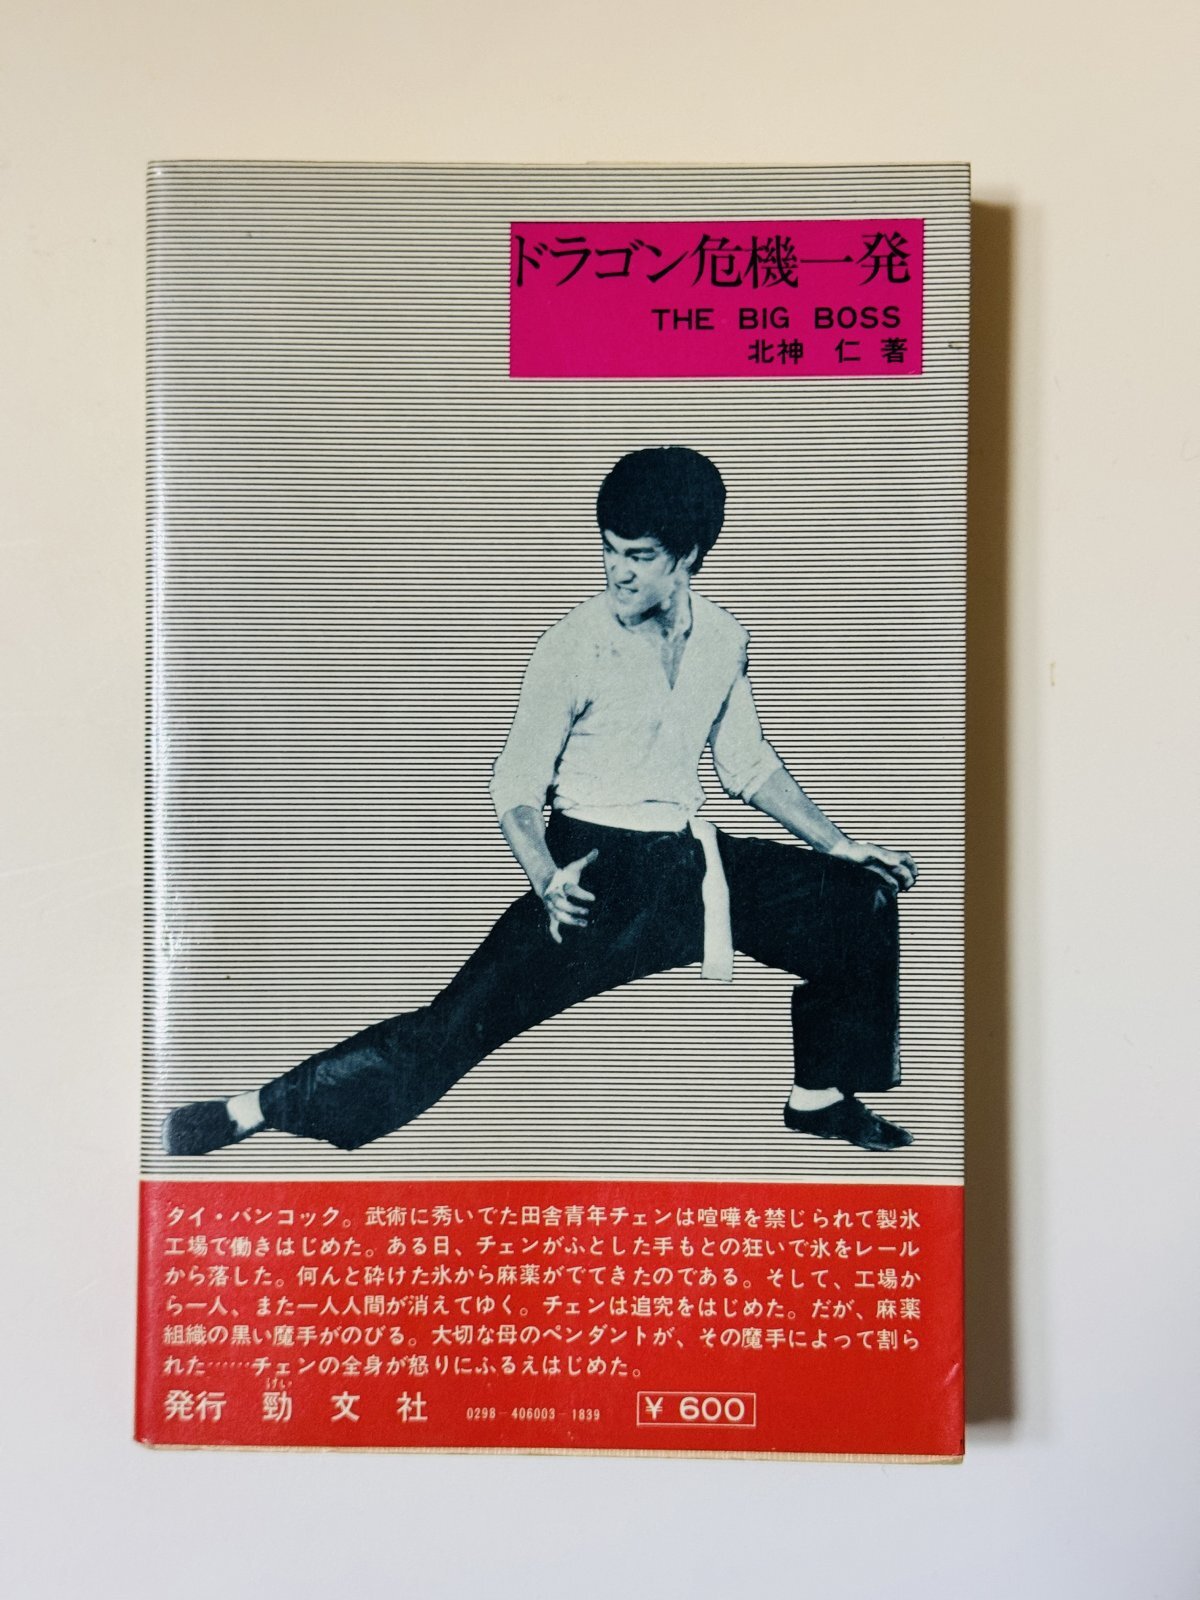 ドラゴン危機一発
THE BIG BOSS
北神 仁 著
タイ・バンコック。武術に秀いでた田舎青年チェンは喧嘩を禁じられて製氷
工場で働きはじめた。ある日、チェンがふとした手もとの狂いで氷をレール
から落した。何んと砕けた氷から麻薬がでてきたのである。そして、工場か
ら一人、また一人人間が消えてゆく。チェンは追究をはじめた。だが、麻薬
組織の黒い魔手がのびる。大切な母のペンダントが、その魔手によって割ら
れた……チェンの全身が怒りにふるえはじめた。
けい
発行 勁文社 0298-406003-1839 ¥600